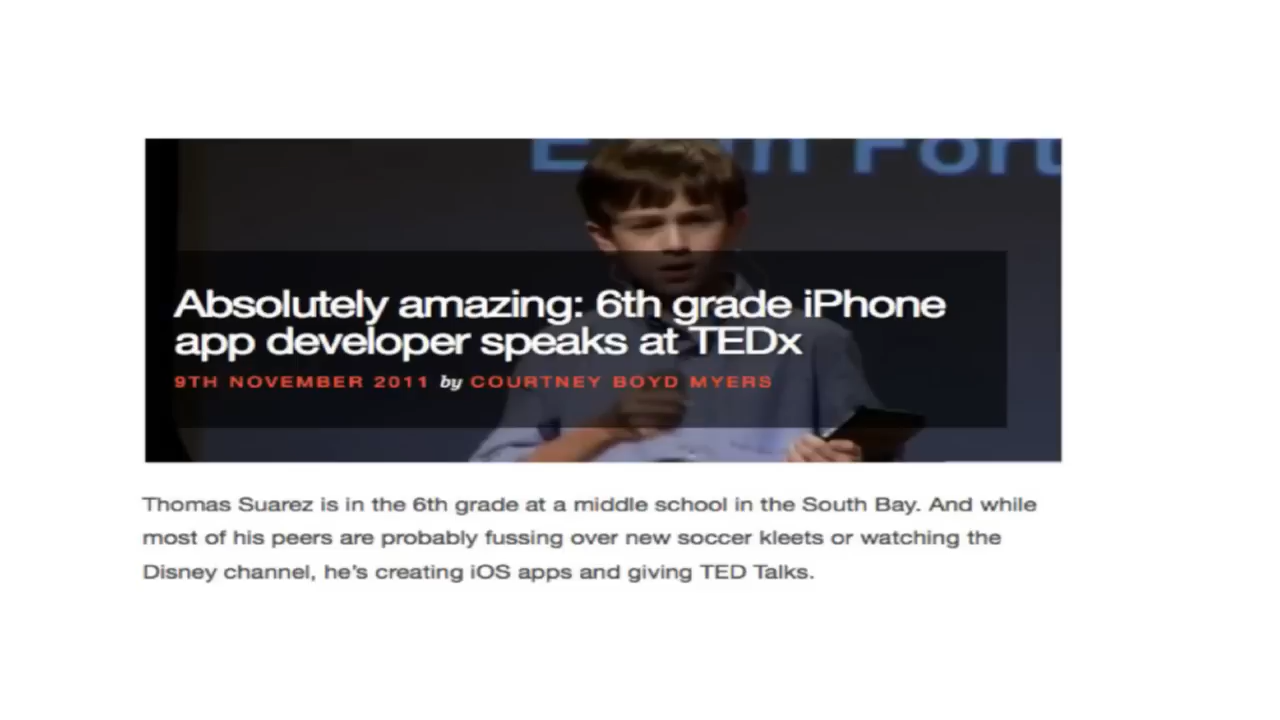 Fort
Absolutely amazing: 6th grade iPhone
app developer speaks at TEDx
9TH NOVEMBER 2011 by COURTNEY BOYD MYERS
Thomas Suarez is in the 6th grade at a middle school in the South Bay. And while
most of his peers are probably fussing over new soccer kleets or watching the
Disney channel, he's creating iOS apps and giving TED Talks.